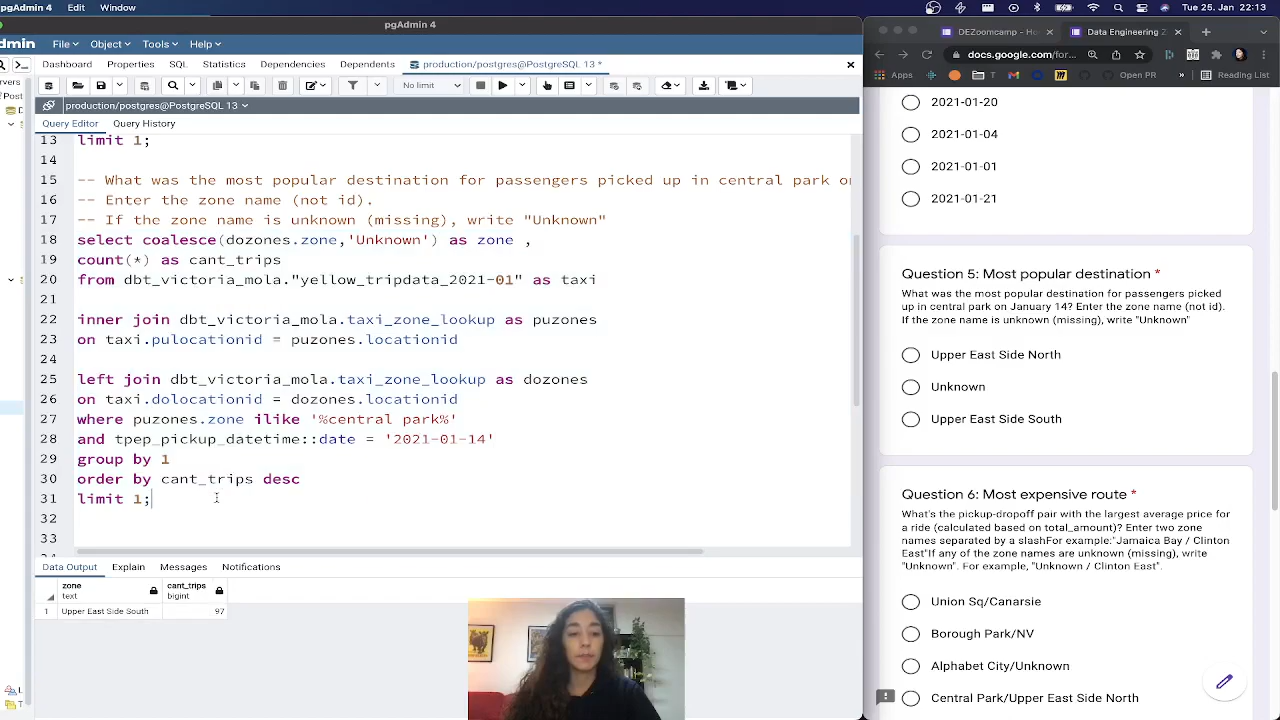 pgAdmin 4 File Edit Window Help Tue 25. Jan 22:13
pgAdmin 4
dmin File Object Tools Help
Dashboard Properties SQL Statistics Dependencies Dependents production/postgres@PostgreSQL 13 *
No limit
production/postgres@PostgreSQL 13
Query Editor Query History
13 limit 1;
14
15 -- What was the most popular destination for passengers picked up in central park on
16 -- Enter the zone name (not id).
17 -- If the zone name is unknown (missing), write "Unknown"
18 select coalesce(dozones.zone,'Unknown') as zone ,
19 count(*) as cant_trips
20 from dbt_victoria_mola."yellow_tripdata_2021-01" as taxi
21
22 inner join dbt_victoria_mola.taxi_zone_lookup as puzones
23 on taxi.pulocationid = puzones.locationid
24
25 left join dbt_victoria_mola.taxi_zone_lookup as dozones
26 on taxi.dolocationid = dozones.locationid
27 where puzones.zone ilike '%central park%'
28 and tpep_pickup_datetime::date = '2021-01-14'
29 group by 1
30 order by cant_trips desc
31 limit 1;
32
33
Data Output Explain Messages Notifications
zone text cant_trips bigint
1 Upper East Side South 97
DEZoomcamp - Ho Data Engineering Z
docs.google.com/for...
Apps T M Open PR Reading List
2021-01-20
2021-01-04
2021-01-01
2021-01-21
Question 5: Most popular destination *
What was the most popular destination for passengers picked
up in central park on January 14? Enter the zone name (not id).
If the zone name is unknown (missing), write "Unknown"
Upper East Side North
Unknown
Upper East Side South
Question 6: Most expensive route *
What's the pickup-dropoff pair with the largest average price for
a ride (calculated based on total_amount)? Enter two zone
names separated by a slashFor example:"Jamaica Bay / Clinton
East"If any of the zone names are unknown (missing), write
"Unknown". For example, "Unknown / Clinton East".
Union Sq/Canarsie
Borough Park/NV
Alphabet City/Unknown
Central Park/Upper East Side North